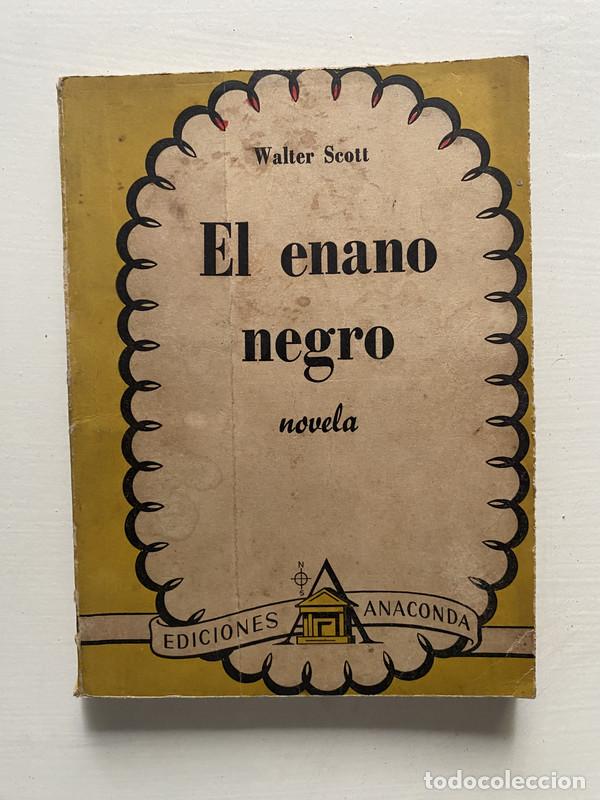 Walter Scott
El enano
negro
novela
N
S
EDICIONES A ANACONDA
todocoleccion